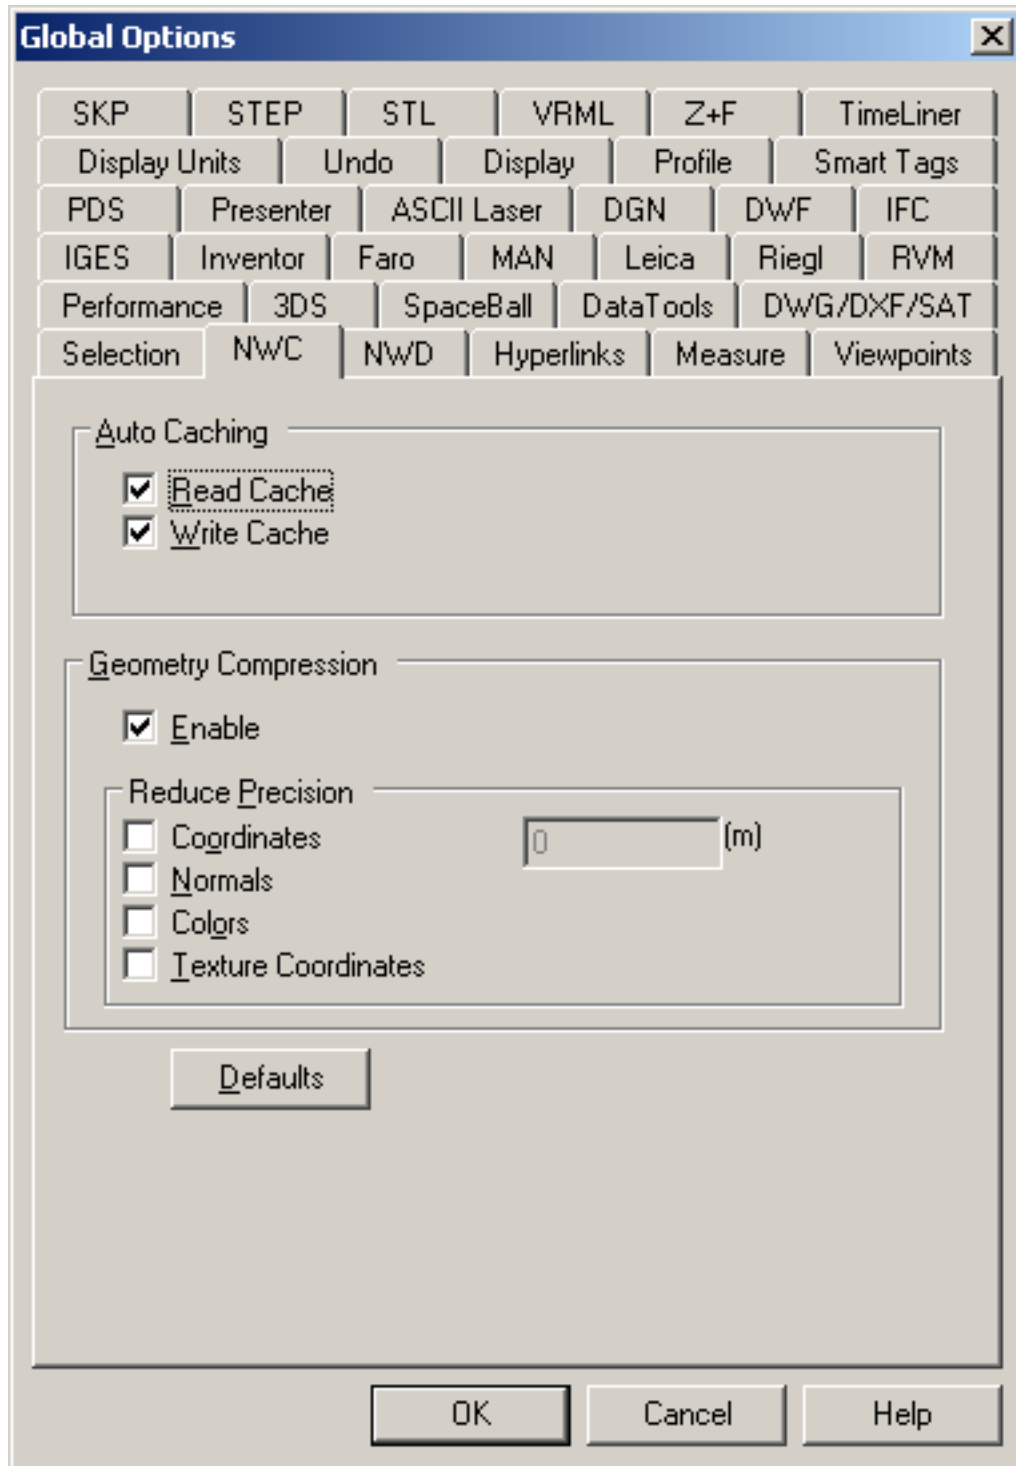 Global Options
SKP STEP STL VRML Z+F TimeLiner
Display Units Undo Display Profile Smart Tags
PDS Presenter ASCII Laser DGN DWF IFC
IGES Inventor Faro MAN Leica Riegl RVM
Performance 3DS SpaceBall DataTools DWG/DXF/SAT
Selection NWC NWD Hyperlinks Measure Viewpoints
Auto Caching
Read Cache
Write Cache
Geometry Compression
Enable
Reduce Precision
Coordinates 0 (m)
Normals
Colors
Texture Coordinates
Defaults
OK Cancel Help